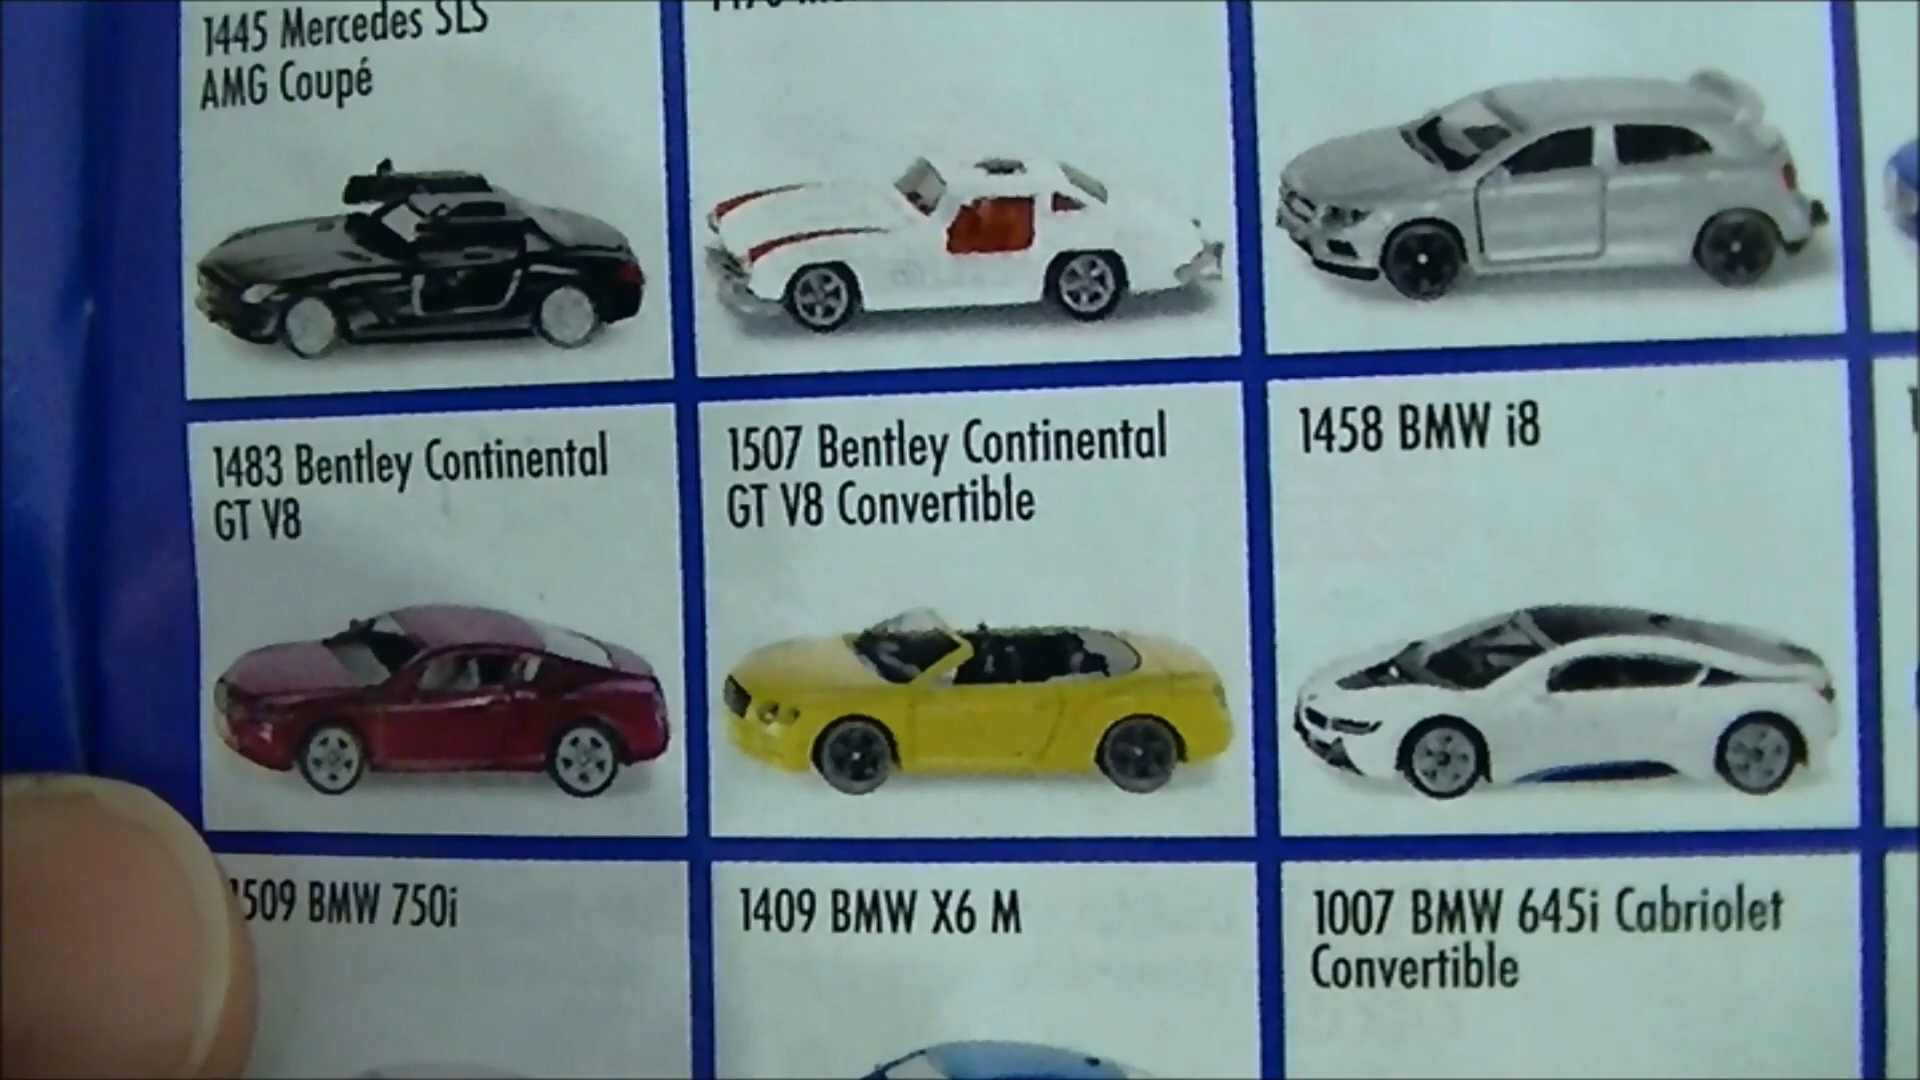 1445 Mercedes SLS
AMG Coupé
1483 Bentley Continental
GT V8
1507 Bentley Continental
GT V8 Convertible
1458 BMW i8
1509 BMW 750i
1409 BMW X6 M
1007 BMW 645i Cabriolet
Convertible